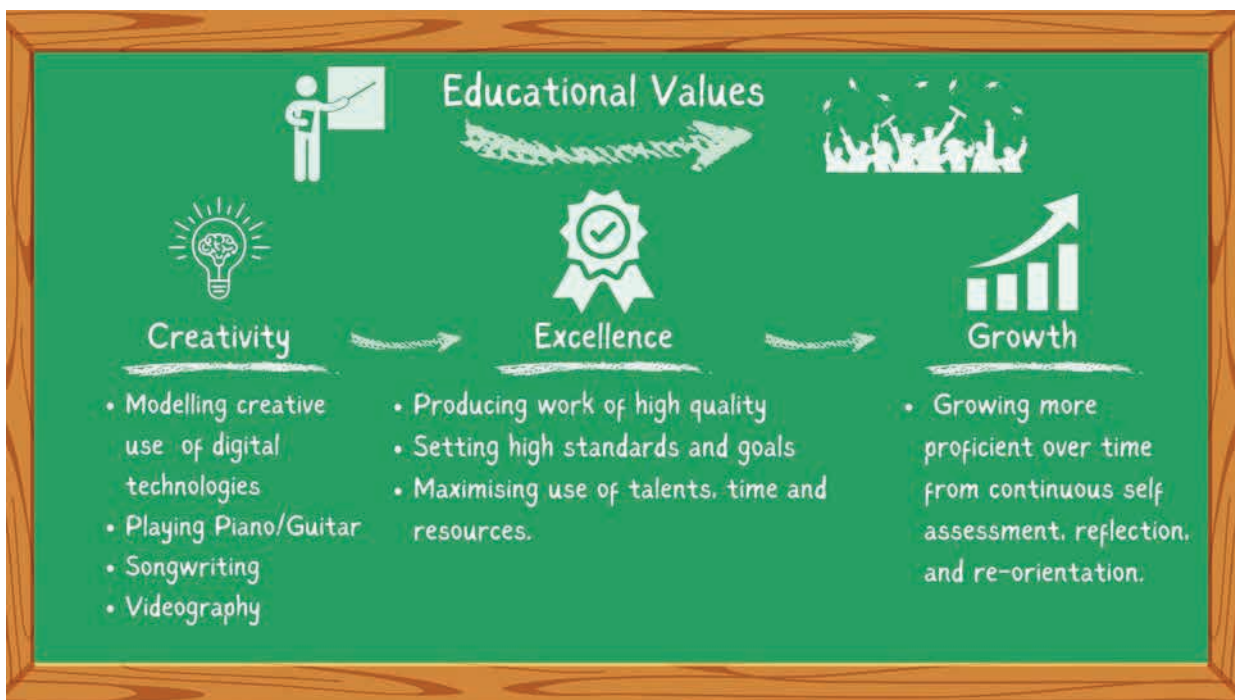 Educational Values
Creativity
• Modelling creative
use of digital
technologies
• Playing Piano/Guitar
• Songwriting
• Videography
Excellence
• Producing work of high quality
• Setting high standards and goals
• Maximising use of talents, time and
resources.
Growth
• Growing more
proficient over time
from continuous self
assessment, reflection,
and re-orientation.